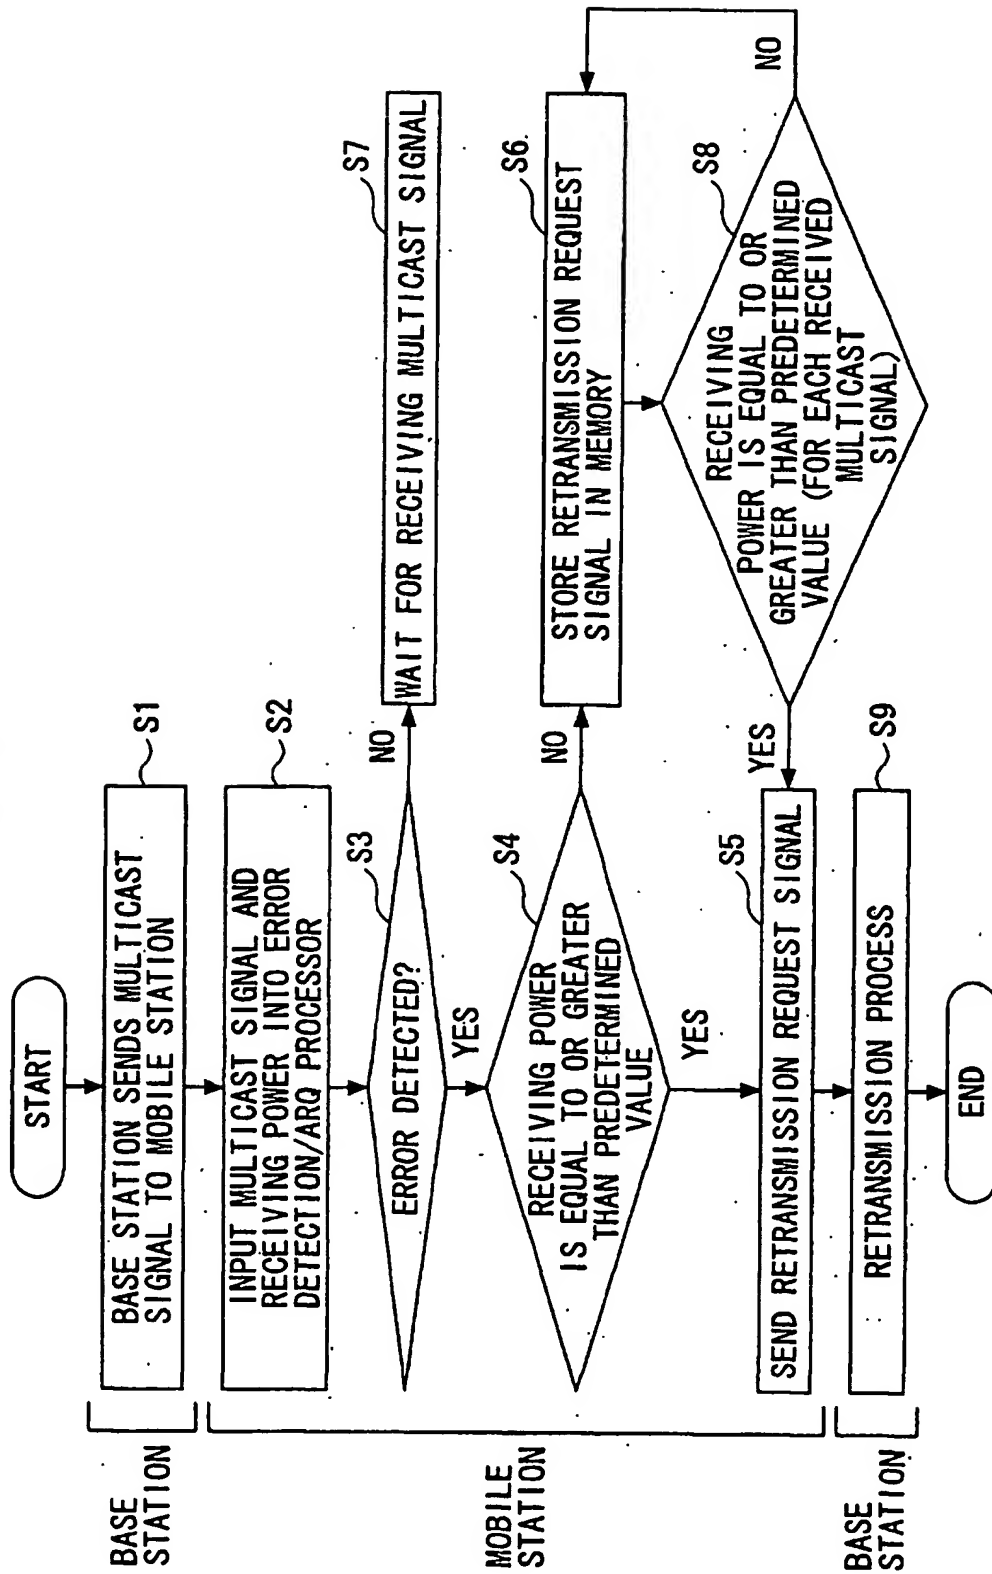 START
BASE STATION SENDS MULTICAST
SIGNAL TO MOBILE STATION
S1
INPUT MULTICAST SIGNAL AND
RECEIVING POWER INTO ERROR
DETECTION/ARQ PROCESSOR
S2
ERROR DETECTED?
S3
NO
YES
WAIT FOR RECEIVING MULTICAST SIGNAL
S7
RECEIVING POWER
IS EQUAL TO OR GREATER
THAN PREDETERMINED
VALUE
S4
NO
YES
STORE RETRANSMISSION REQUEST
SIGNAL IN MEMORY
S6
RECEIVING
POWER IS EQUAL TO OR
GREATER THAN PREDETERMINED
VALUE (FOR EACH RECEIVED
MULTICAST
SIGNAL)
S8
NO
YES
SEND RETRANSMISSION REQUEST SIGNAL
S5
RETRANSMISSION PROCESS
S9
END
BASE
STATION
MOBILE
STATION
BASE
STATION